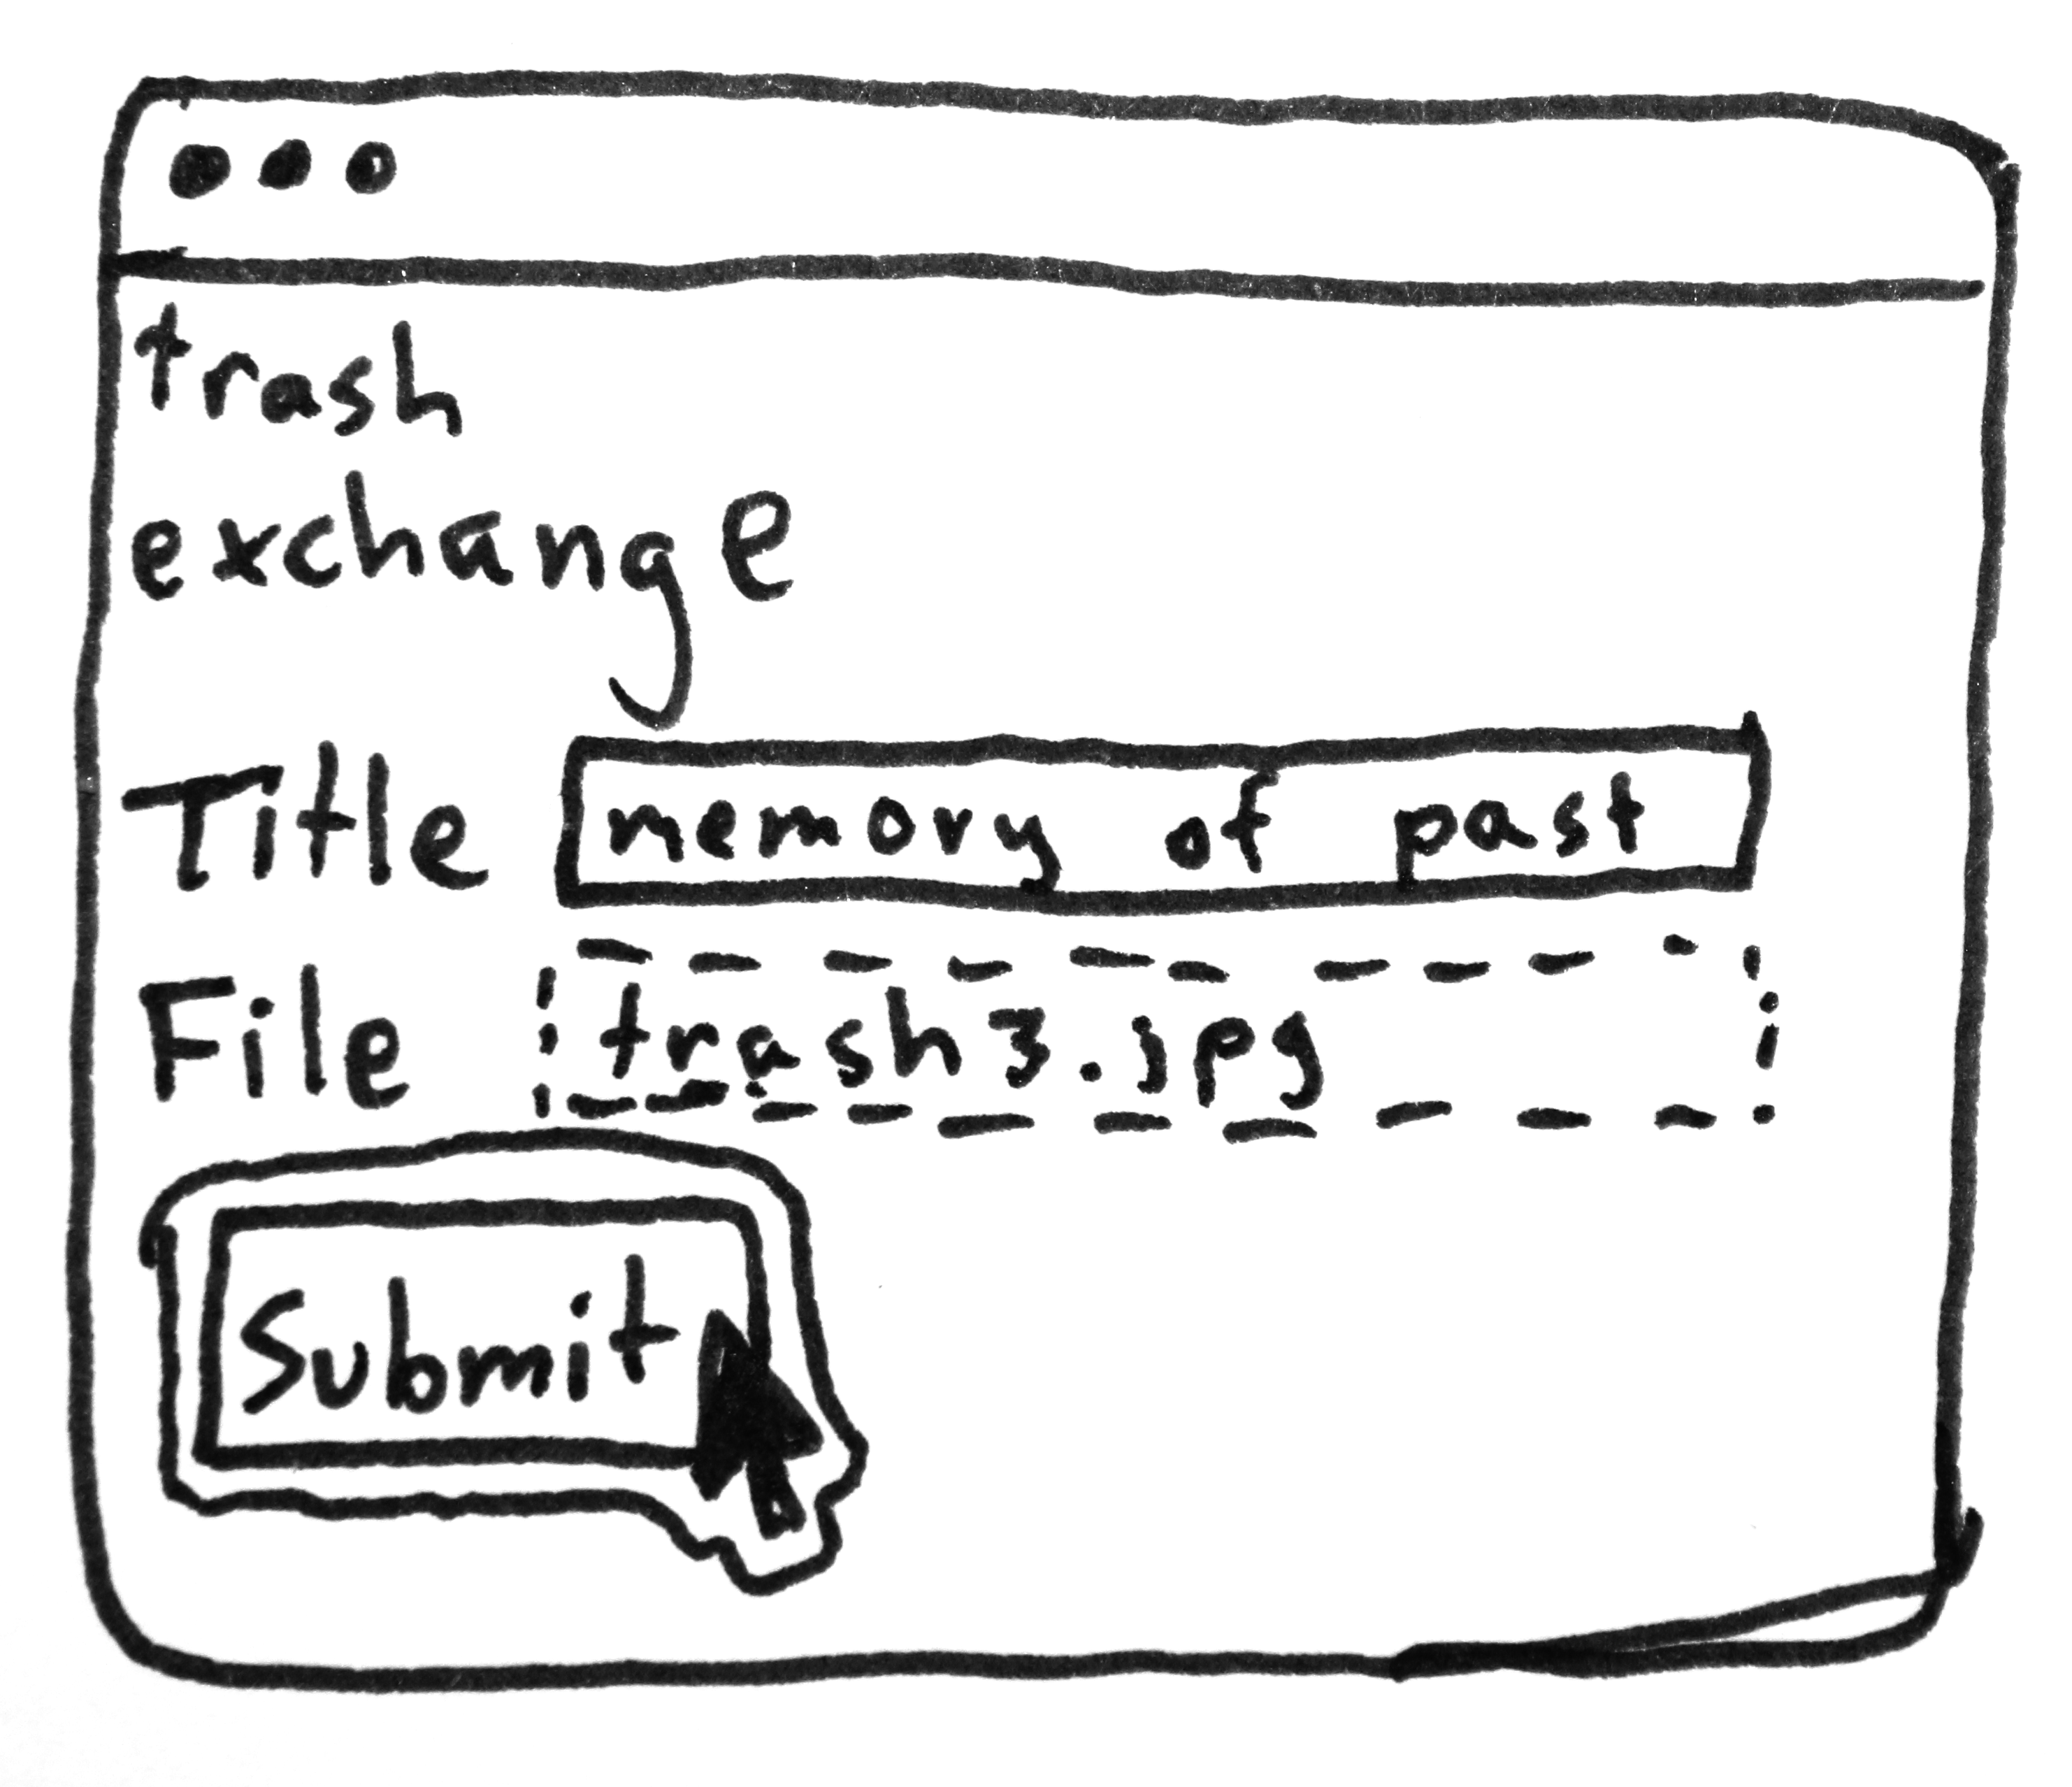 trash
exchange
Title memory of past
File trash3.jpg
Submit